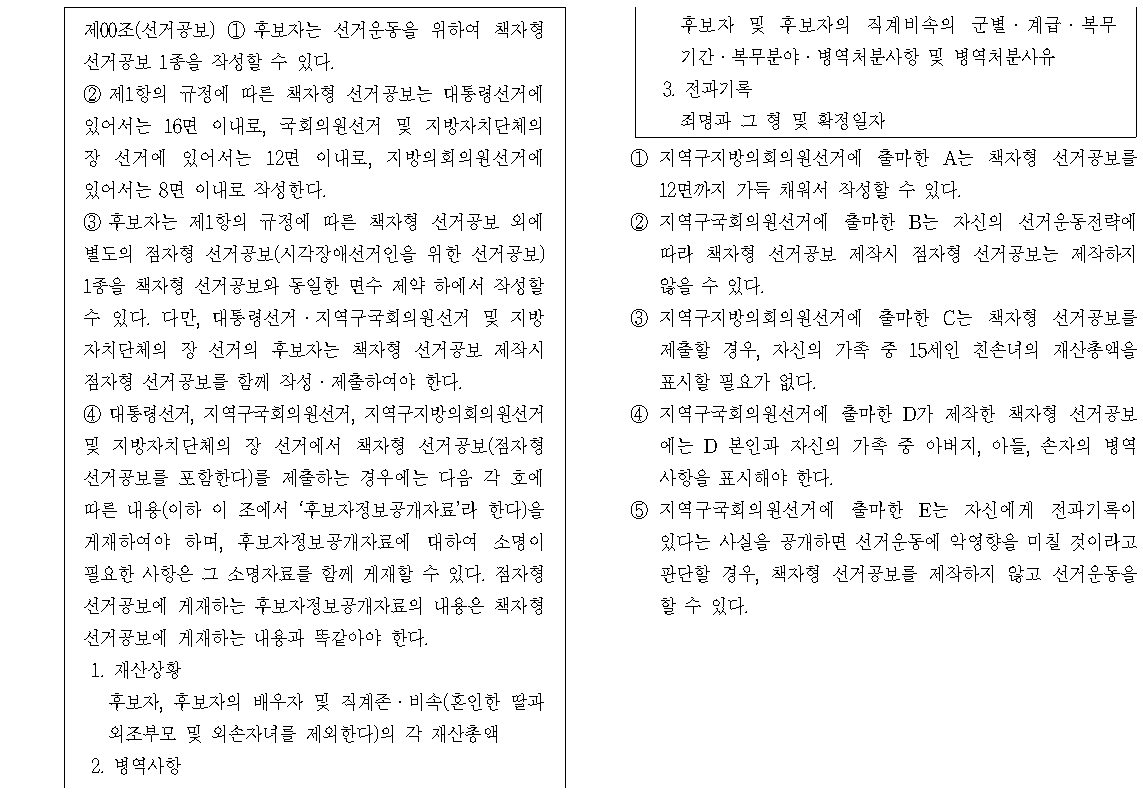 제00조(선거공보) ① 후보자는 선거운동을 위하여 책자형
선거공보 1종을 작성할 수 있다.
② 제1항의 규정에 따른 책자형 선거공보는 대통령선거에
있어서는 16면 이내로, 국회의원선거 및 지방자치단체의
장 선거에 있어서는 12면 이내로, 지방의회의원선거에
있어서는 8면 이내로 작성한다.
③ 후보자는 제1항의 규정에 따른 책자형 선거공보 외에
별도의 점자형 선거공보(시각장애선거인을 위한 선거공보)
1종을 책자형 선거공보와 동일한 면수 제약 하에서 작성할
수 있다. 다만, 대통령선거·지역구국회의원선거 및 지방
자치단체의 장 선거의 후보자는 책자형 선거공보 제작시
점자형 선거공보를 함께 작성·제출하여야 한다.
④ 대통령선거, 지역구국회의원선거, 지역구지방의회의원선거
및 지방자치단체의 장 선거에서 책자형 선거공보(점자형
선거공보를 포함한다)를 제출하는 경우에는 다음 각 호에
따른 내용(이하 이 조에서 ‘후보자정보공개자료’라 한다)을
게재하여야 하며, 후보자정보공개자료에 대하여 소명이
필요한 사항은 그 소명자료를 함께 게재할 수 있다. 점자형
선거공보에 게재하는 후보자정보공개자료의 내용은 책자형
선거공보에 게재하는 내용과 똑같아야 한다.
1. 재산상황
후보자, 후보자의 배우자 및 직계존·비속(혼인한 딸과
외조부모 및 외손자녀를 제외한다)의 각 재산총액
2. 병역사항
후보자 및 후보자의 직계비속의 군별·계급·복무
기간·복무분야·병역처분사항 및 병역처분사유
3. 전과기록
죄명과 그 형 및 확정일자
① 지역구지방의회의원선거에 출마한 A는 책자형 선거공보를
12면까지 가득 채워서 작성할 수 있다.
② 지역구국회의원선거에 출마한 B는 자신의 선거운동전략에
따라 책자형 선거공보 제작시 점자형 선거공보는 제작하지
않을 수 있다.
③ 지역구지방의회의원선거에 출마한 C는 책자형 선거공보를
제출할 경우, 자신의 가족 중 15세인 친손녀의 재산총액을
표시할 필요가 없다.
④ 지역구국회의원선거에 출마한 D가 제작한 책자형 선거공보
에는 D 본인과 자신의 가족 중 아버지, 아들, 손자의 병역
사항을 표시해야 한다.
⑤ 지역구국회의원선거에 출마한 E는 자신에게 전과기록이
있다는 사실을 공개하면 선거운동에 악영향을 미칠 것이라고
판단할 경우, 책자형 선거공보를 제작하지 않고 선거운동을
할 수 있다.